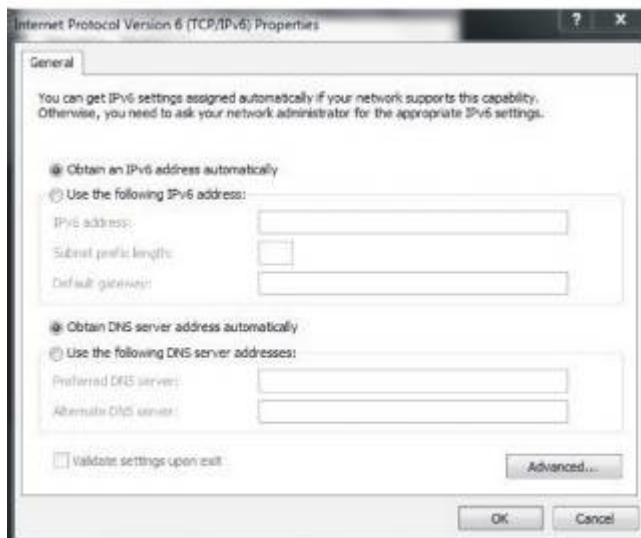 Internet Protocol Version 6 (TCP/IPv6) Properties
? X
General
You can get IPv6 settings assigned automatically if your network supports this capability.
Otherwise, you need to ask your network administrator for the appropriate IPv6 settings.
Obtain an IPv6 address automatically
Use the following IPv6 address:
IPv6 address:
Subnet prefix length:
Default gateway:
Obtain DNS server address automatically
Use the following DNS server addresses:
Preferred DNS server:
Alternate DNS server:
Validate settings upon exit
Advanced...
OK Cancel